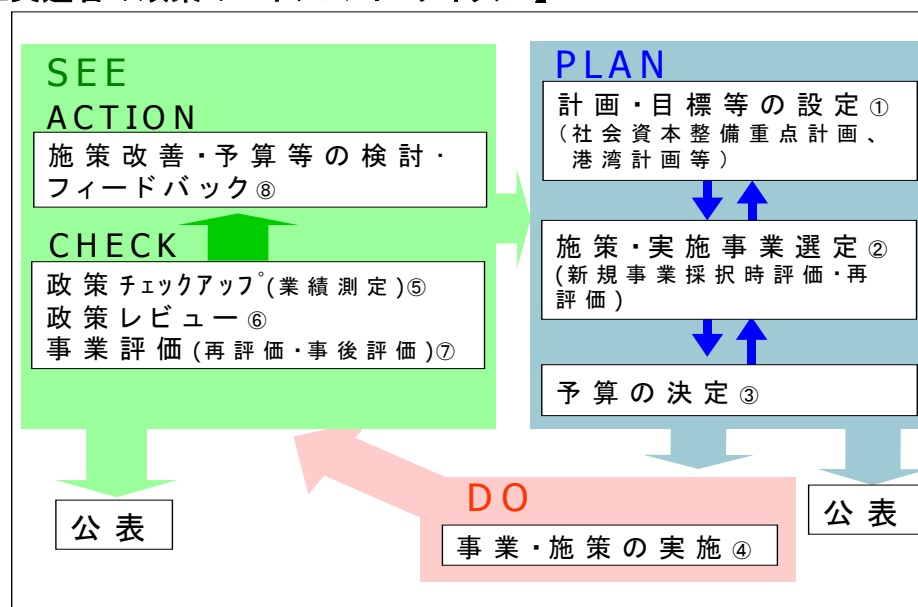 SEE
ACTION
施策改善・予算等の検討・
フィードバック⑧
CHECK
政策チェックアップ(業績測定)⑤
政策レビュー⑥
事業評価(再評価・事後評価)⑦
公表
PLAN
計画・目標等の設定①
(社会資本整備重点計画、
港湾計画等)
施策・実施事業選定②
(新規事業採択時評価・再
評価)
予算の決定③
公表
DO
事業・施策の実施④